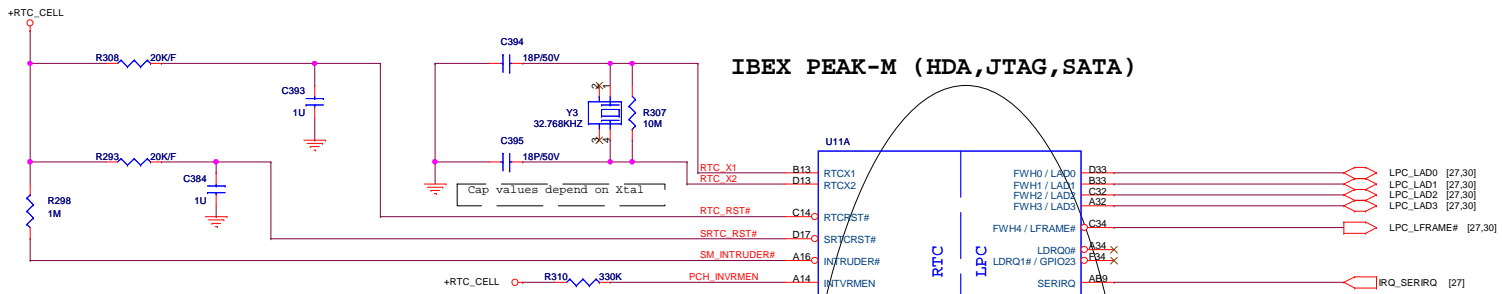 +RTC_CELL
R308 20K/F
C393
1U
R293 20K/F
C384
1U
R298
1M
C394
18P/50V
C395
18P/50V
Y3
32.768KHZ
2 1
3 4
R307
10M
Cap values depend on Xtal
IBEX PEAK-M (HDA,JTAG,SATA)
U11A
RTC_X1 B13 RTCX1
RTC_X2 D13 RTCX2
RTC_RST# C14 RTCRST#
SRTC_RST# D17 SRTCRST#
SM_INTRUDER# A16 INTRUDER#
+RTC_CELL R310 330K PCH_INVRMEN A14 INTVRMEN
RTC
LPC
FWH0 / LAD0 D33 LPC_LAD0 [27,30]
FWH1 / LAD1 B33 LPC_LAD1 [27,30]
FWH2 / LAD2 C32 LPC_LAD2 [27,30]
FWH3 / LAD3 A32 LPC_LAD3 [27,30]
FWH4 / LFRAME# C34 LPC_LFRAME# [27,30]
LDRQ0# A34
LDRQ1# / GPIO23 F34
SERIRQ AB9 IRQ_SERIRQ [27]